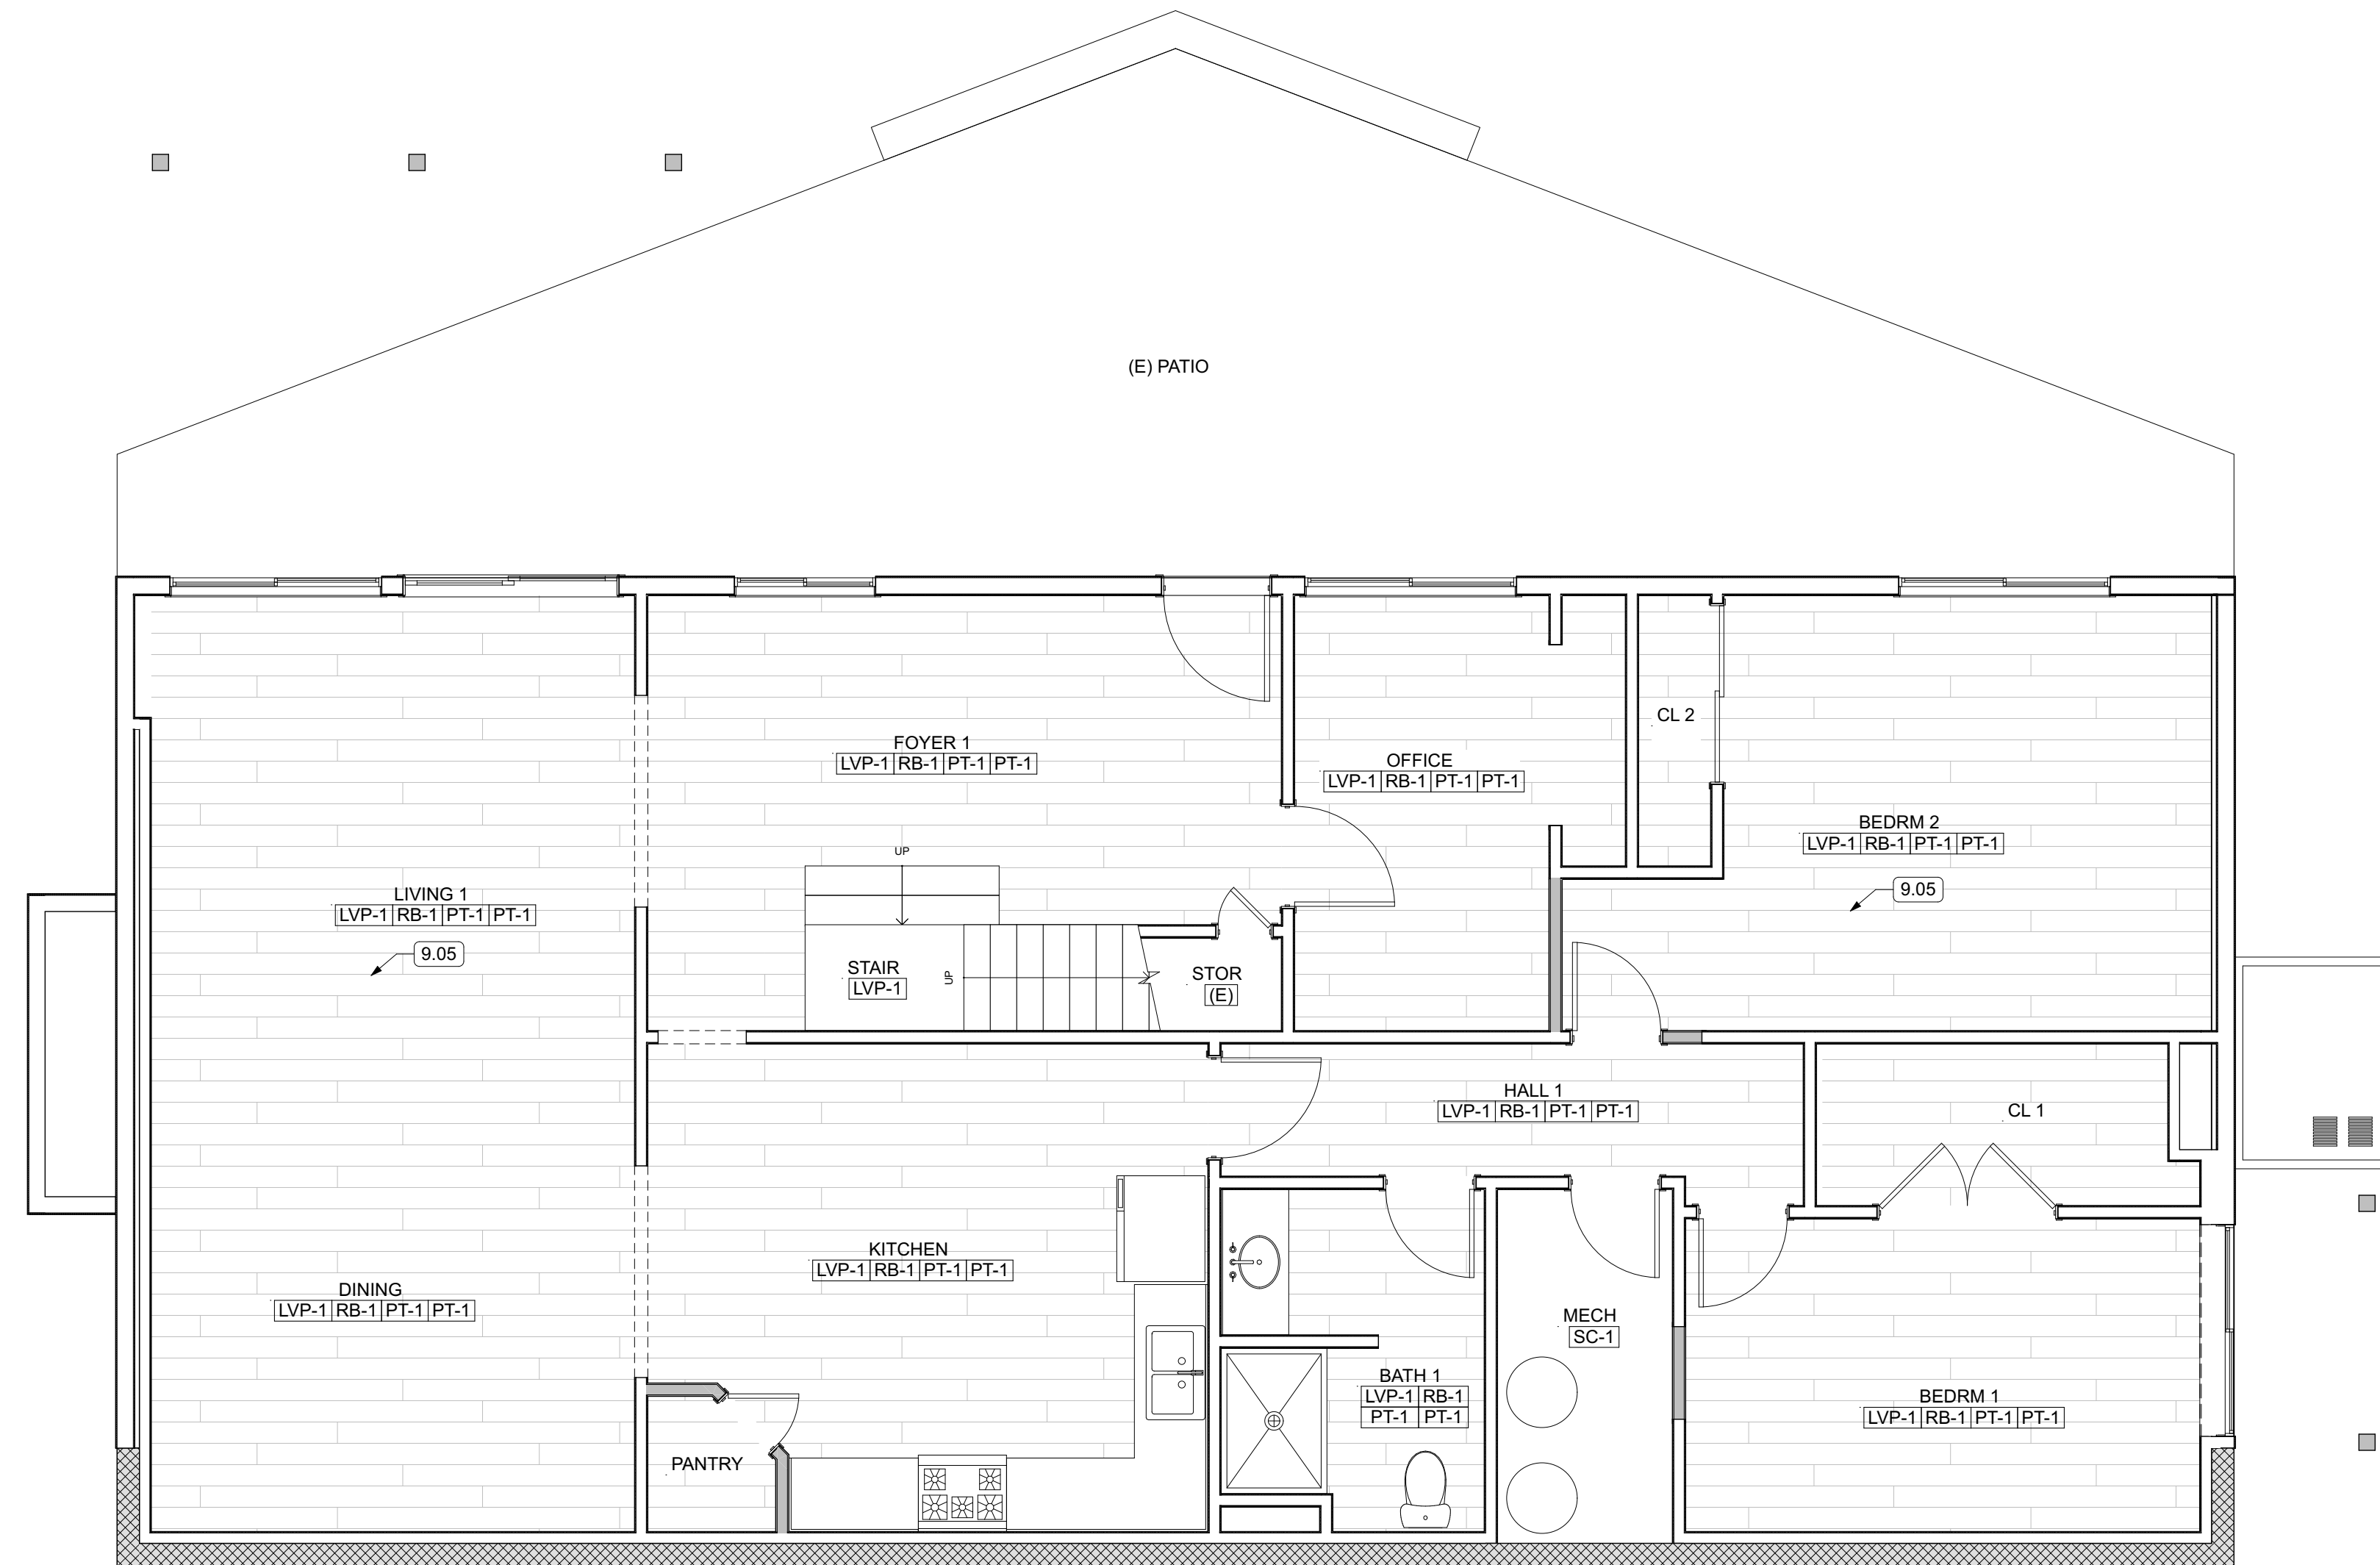 (E) PATIO
FOYER 1
LVP-1 RB-1 PT-1 PT-1
OFFICE
LVP-1 RB-1 PT-1 PT-1
CL 2
BEDRM 2
LVP-1 RB-1 PT-1 PT-1
9.05
UP
LIVING 1
LVP-1 RB-1 PT-1 PT-1
9.05
STAIR
LVP-1
UP
STOR
(E)
HALL 1
LVP-1 RB-1 PT-1 PT-1
CL 1
KITCHEN
LVP-1 RB-1 PT-1 PT-1
DINING
LVP-1 RB-1 PT-1 PT-1
MECH
SC-1
BATH 1
LVP-1 RB-1
PT-1 PT-1
BEDRM 1
LVP-1 RB-1 PT-1 PT-1
PANTRY